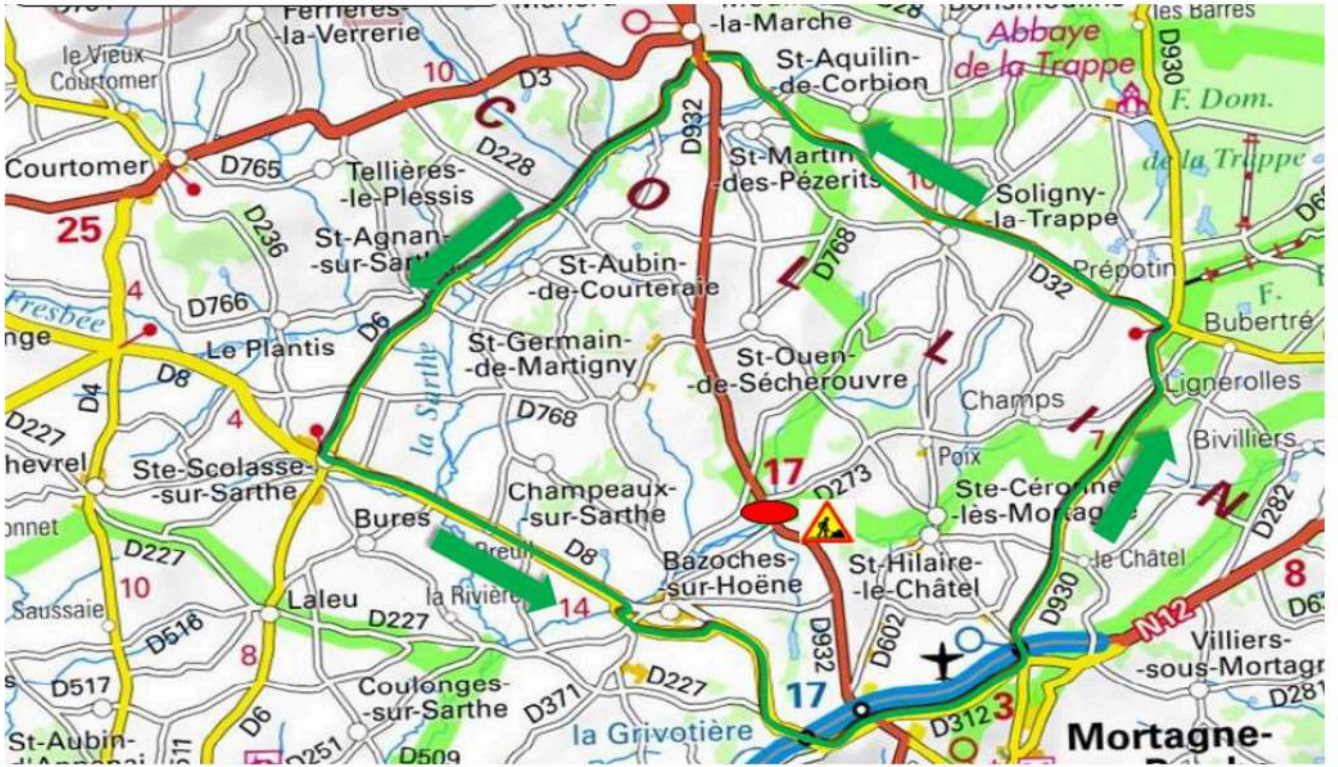 Ferrières-
-la-Verrerie
-la-Marche
les Barres
le Vieux
Courtomer
10
D3
St-Aquilin-
-de-Corbion
Abbaye
de la Trappe
D930
F. Dom.
de la Trappe
C
D932
D228
Courtomer
D765
Tellières-
-le-Plessis
St-Martin-
-des-Pézerits
O
Soligny-
-la-Trappe
25
D236
St-Agnan-
St-Aubin-
-de-Courteraie
D768
E
D32
Prépotin
4
D766
Fresbée
D6
Le Plantis
la Sarthe
St-Germain-
-de-Martigny
St-Ouen-
-de-Sécherouvre
L
F.
Bubertré
D8
D4
4
D768
Champs
I
7
Lignerolles
Bivilliers
D227
Ste-Scolasse-
-sur-Sarthe
17
D273
Poix
N
D282
Champeaux-
-sur-Sarthe
Ste-Céronne
-lès-Mortagne
Bures
D8
Bazoches-
-sur-Hoëne
St-Hilaire-
-le-Châtel
le Châtel
D227
10
Saussaie
Laleu
la Rivière
14
D227
D930
8
N12
D516
8
D932
D602
Villiers-
D517
D6
Coulonges-
-sur-Sarthe
D371
D227
17
3
D312
D281
St-Aubin-
D251
D509
la Grivotière
Mortagne-